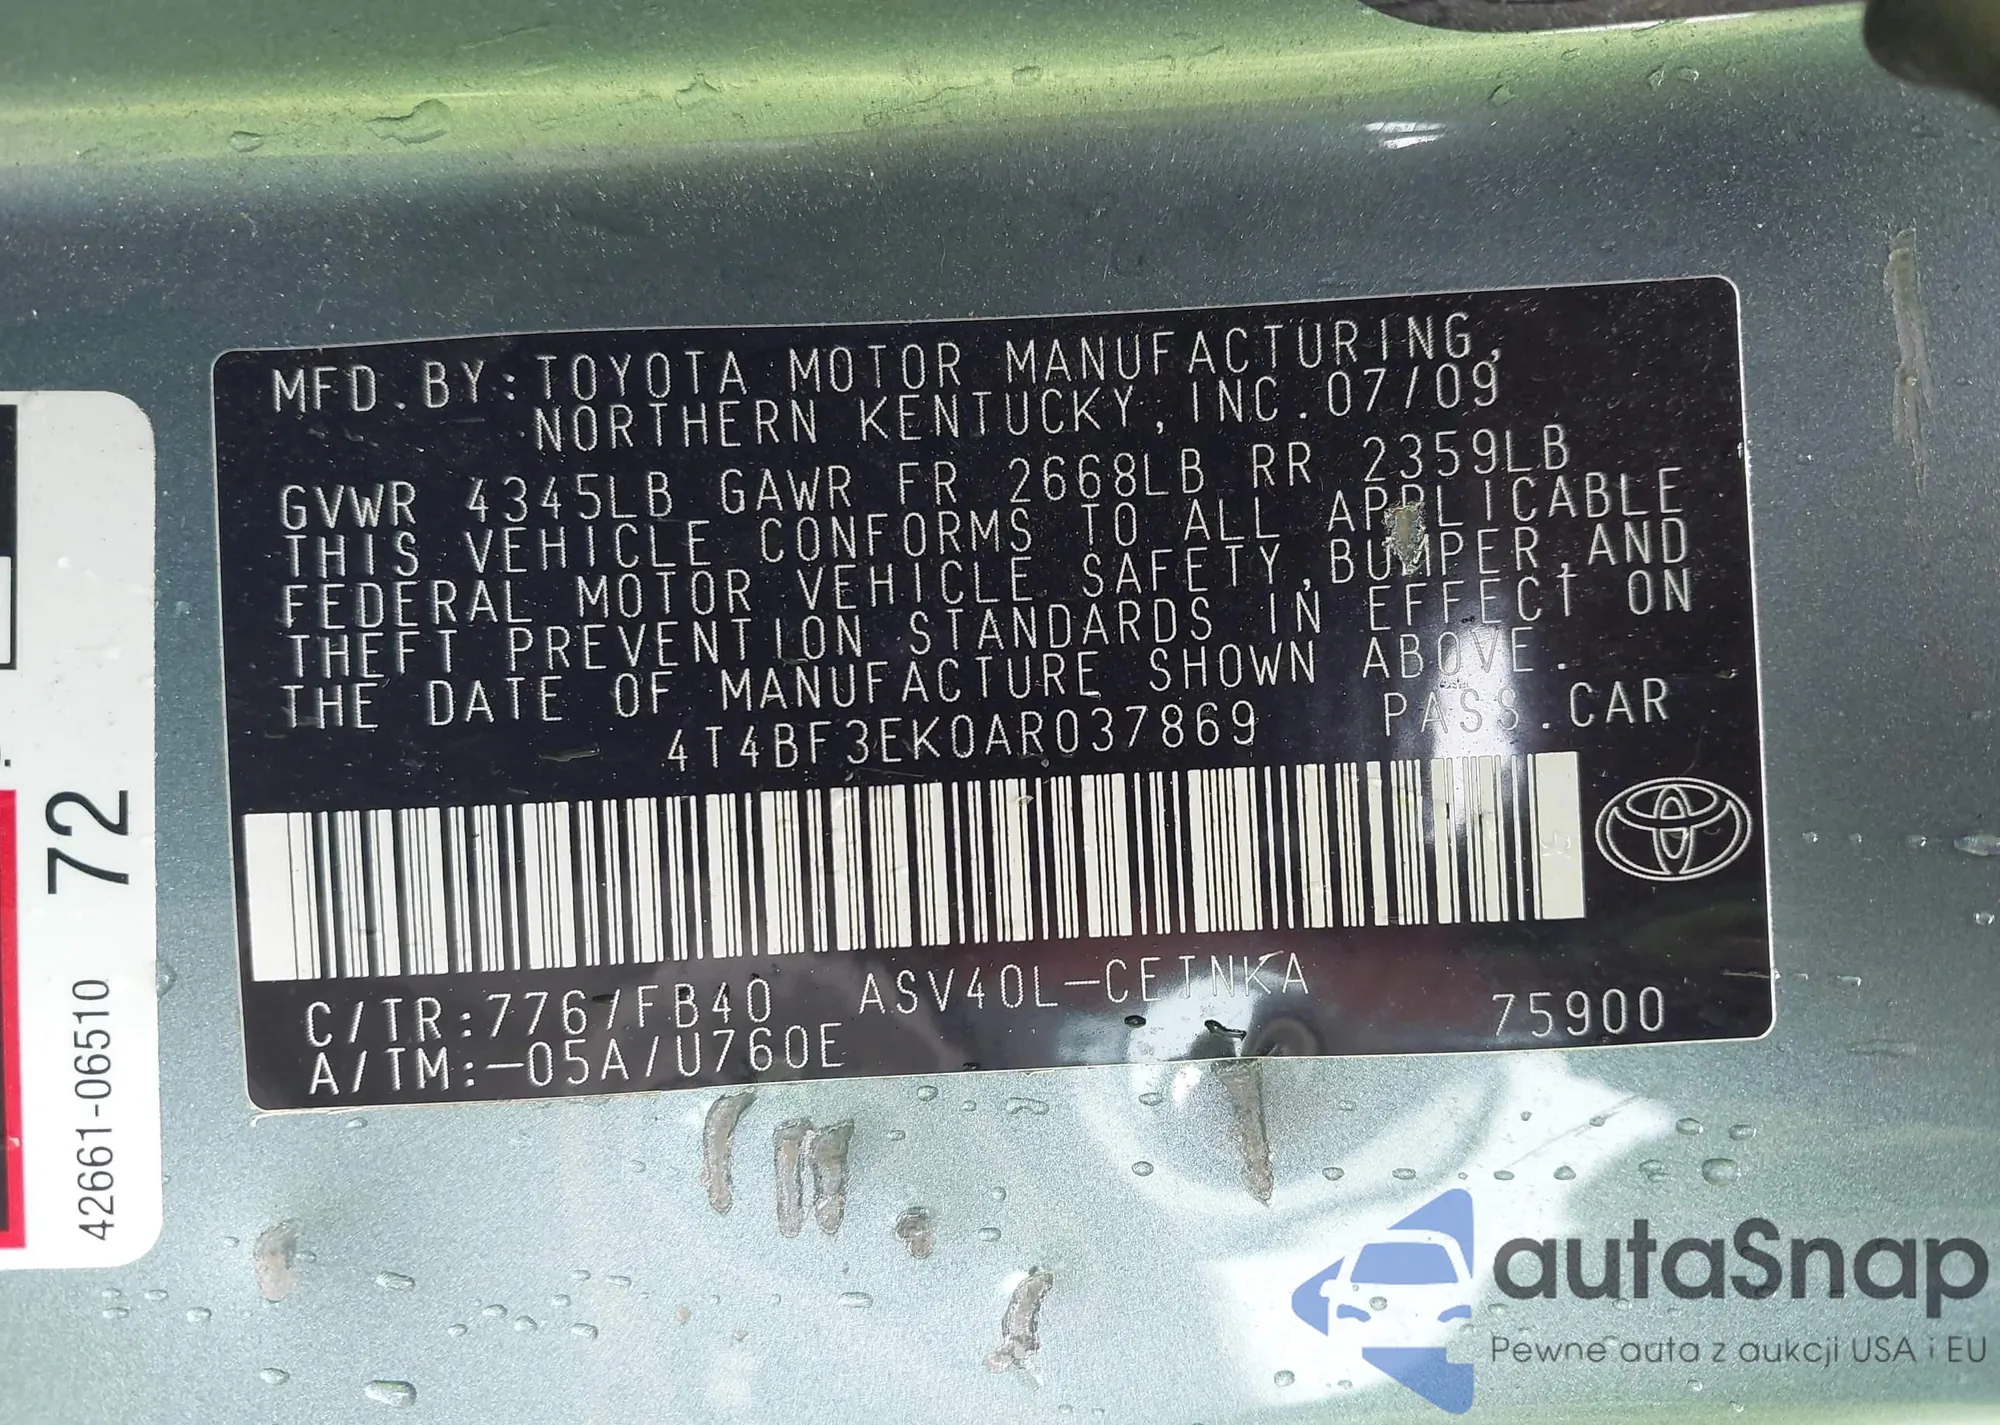 MFD. BY: TOYOTA MOTOR MANUFACTURING,
NORTHERN KENTUCKY, INC. 07/09
GVWR 4345LB GAWR FR 2668LB RR 2359LB
THIS VEHICLE CONFORMS TO ALL APPLICABLE
FEDERAL MOTOR VEHICLE SAFETY, BUMPER, AND
THEFT PREVENTION STANDARDS IN EFFECT ON
THE DATE OF MANUFACTURE SHOWN ABOVE.
4T4BF3EK0AR037869 PASS. CAR
C/TR: 776/FB40 ASV40L-CETNKA
A/TM: -05A/U760E 75900
72
42661-06510
autaSnap
Pewne auta z aukcji USA i EU